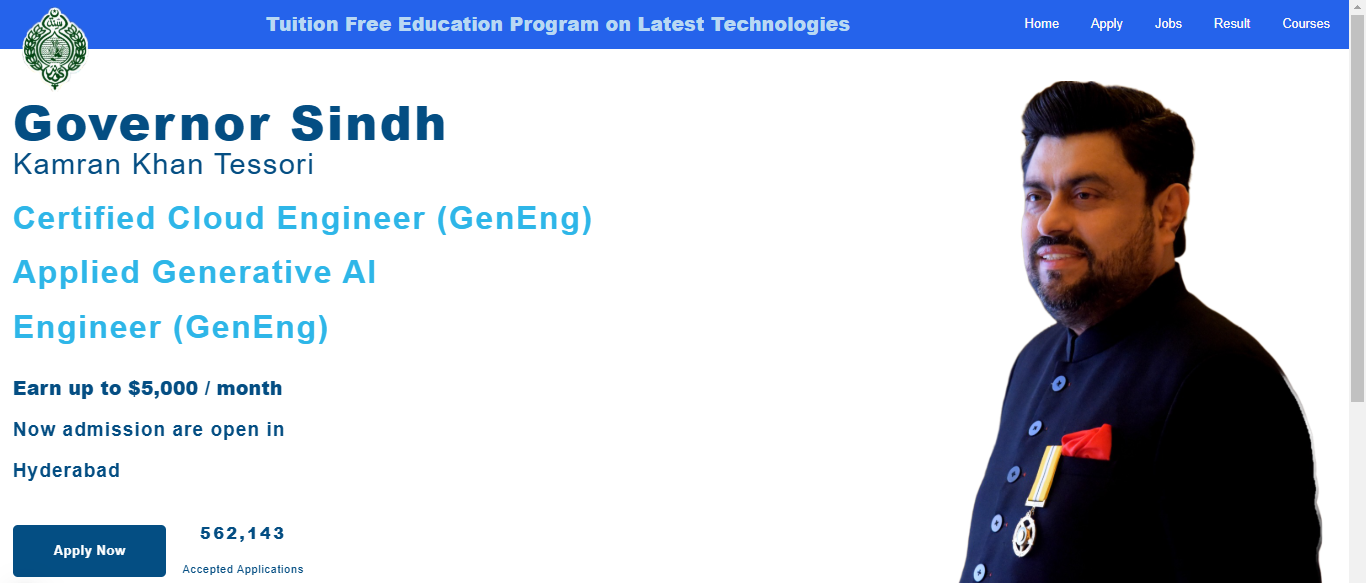 Tuition Free Education Program on Latest Technologies
Home Apply Jobs Result Courses
Governor Sindh
Kamran Khan Tessori
Certified Cloud Engineer (GenEng)
Applied Generative AI
Engineer (GenEng)
Earn up to $5,000 / month
Now admission are open in
Hyderabad
Apply Now
562,143
Accepted Applications